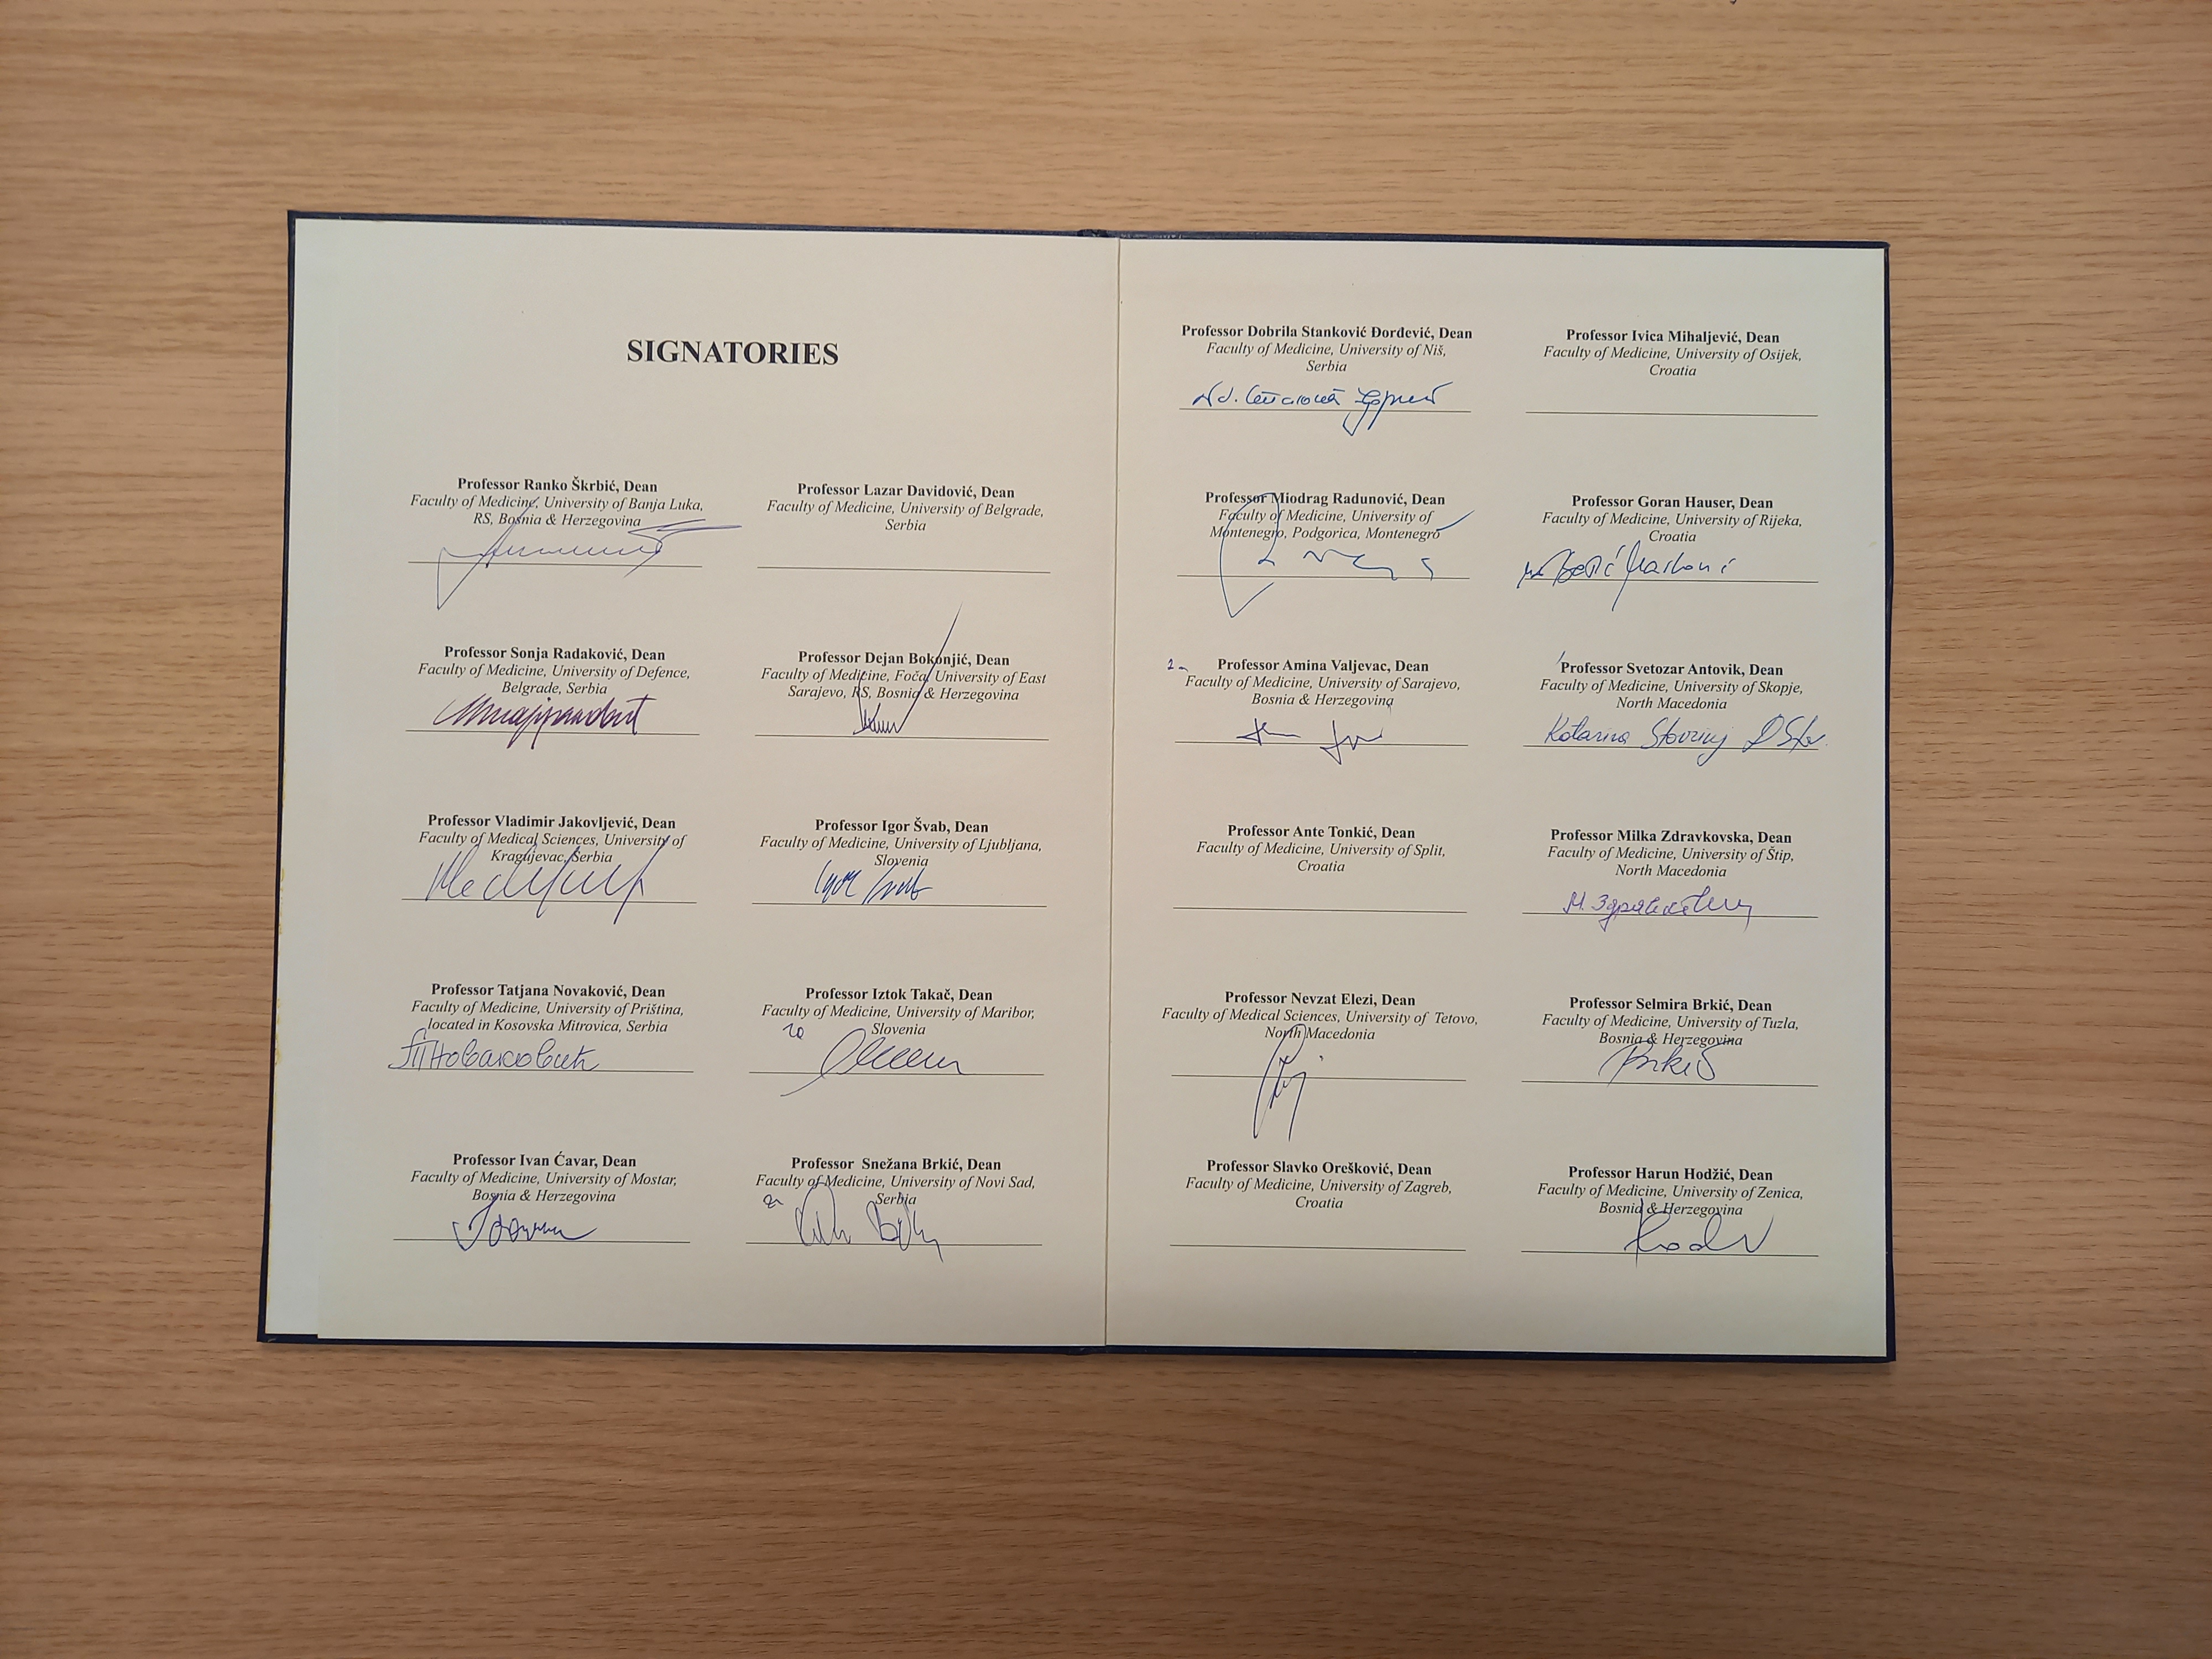 SIGNATORIES
Professor Ranko Škrbić, Dean
Faculty of Medicine, University of Banja Luka,
RS, Bosnia & Herzegovina
Professor Lazar Davidović, Dean
Faculty of Medicine, University of Belgrade,
Serbia
Professor Sonja Radaković, Dean
Faculty of Medicine, University of Defence,
Belgrade, Serbia
Professor Dejan Bokonjić, Dean
Faculty of Medicine, Foča, University of East
Sarajevo, RS, Bosnia & Herzegovina
Professor Vladimir Jakovljević, Dean
Faculty of Medical Sciences, University of
Kragujevac, Serbia
Professor Igor Švab, Dean
Faculty of Medicine, University of Ljubljana,
Slovenia
Igor Švab
Professor Tatjana Novaković, Dean
Faculty of Medicine, University of Priština,
located in Kosovska Mitrovica, Serbia
Новаковић
Professor Iztok Takač, Dean
Faculty of Medicine, University of Maribor,
Slovenia
za
Professor Ivan Ćavar, Dean
Faculty of Medicine, University of Mostar,
Bosnia & Herzegovina
Professor Snežana Brkić, Dean
Faculty of Medicine, University of Novi Sad,
Serbia
Professor Dobrila Stanković Đorđević, Dean
Faculty of Medicine, University of Niš,
Serbia
Professor Ivica Mihaljević, Dean
Faculty of Medicine, University of Osijek,
Croatia
Professor Miodrag Radunović, Dean
Faculty of Medicine, University of
Montenegro, Podgorica, Montenegro
Professor Goran Hauser, Dean
Faculty of Medicine, University of Rijeka,
Croatia
Professor Amina Valjevac, Dean
Faculty of Medicine, University of Sarajevo,
Bosnia & Herzegovina
Professor Svetozar Antovik, Dean
Faculty of Medicine, University of Skopje,
North Macedonia
Katarina
Professor Ante Tonkić, Dean
Faculty of Medicine, University of Split,
Croatia
Professor Milka Zdravkovska, Dean
Faculty of Medicine, University of Štip,
North Macedonia
Professor Nevzat Elezi, Dean
Faculty of Medical Sciences, University of Tetovo,
North Macedonia
Professor Selmira Brkić, Dean
Faculty of Medicine, University of Tuzla,
Bosnia & Herzegovina
Brkić
Professor Slavko Orešković, Dean
Faculty of Medicine, University of Zagreb,
Croatia
Professor Harun Hodžić, Dean
Faculty of Medicine, University of Zenica,
Bosnia & Herzegovina